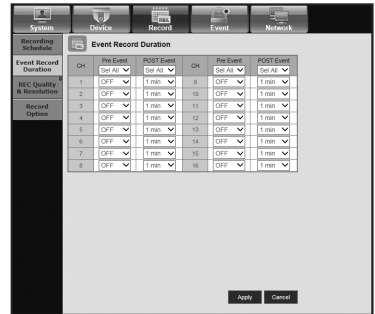 System Device Record Event Network
REC
Recording
Schedule
Event Record
Duration
REC Quality
& Resolution
Record
Option
Event Record Duration
CH Pre Event POST Event CH Pre Event POST Event
Sel All Sel All Sel All Sel All
1 OFF 1 min 9 OFF 1 min
2 OFF 1 min 10 OFF 1 min
3 OFF 1 min 11 OFF 1 min
4 OFF 1 min 12 OFF 1 min
5 OFF 1 min 13 OFF 1 min
6 OFF 1 min 14 OFF 1 min
7 OFF 1 min 15 OFF 1 min
8 OFF 1 min 16 OFF 1 min
Apply Cancel